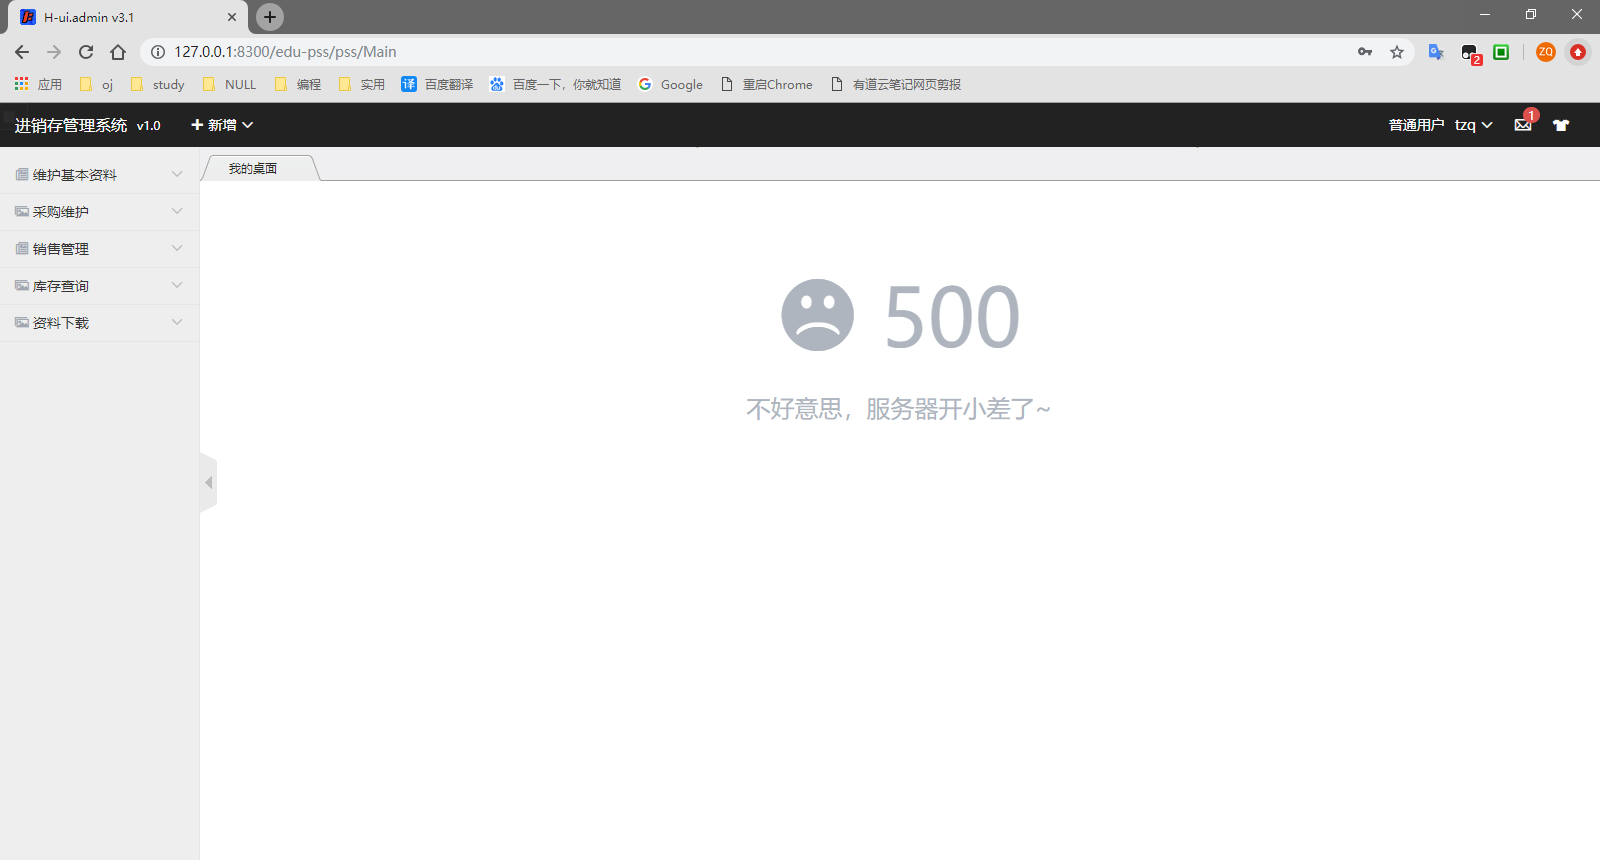 H-ui.admin v3.1
127.0.0.1:8300/edu-pss/pss/Main
2
ZQ
应用 oj study NULL 编程 实用 译 百度翻译 百度一下，你就知道 Google 重启Chrome 有道云笔记网页剪报
进销存管理系统 v1.0 新增 普通用户 tzq 1
我的桌面
维护基本资料
采购维护
销售管理
库存查询
资料下载
500
不好意思，服务器开小差了~